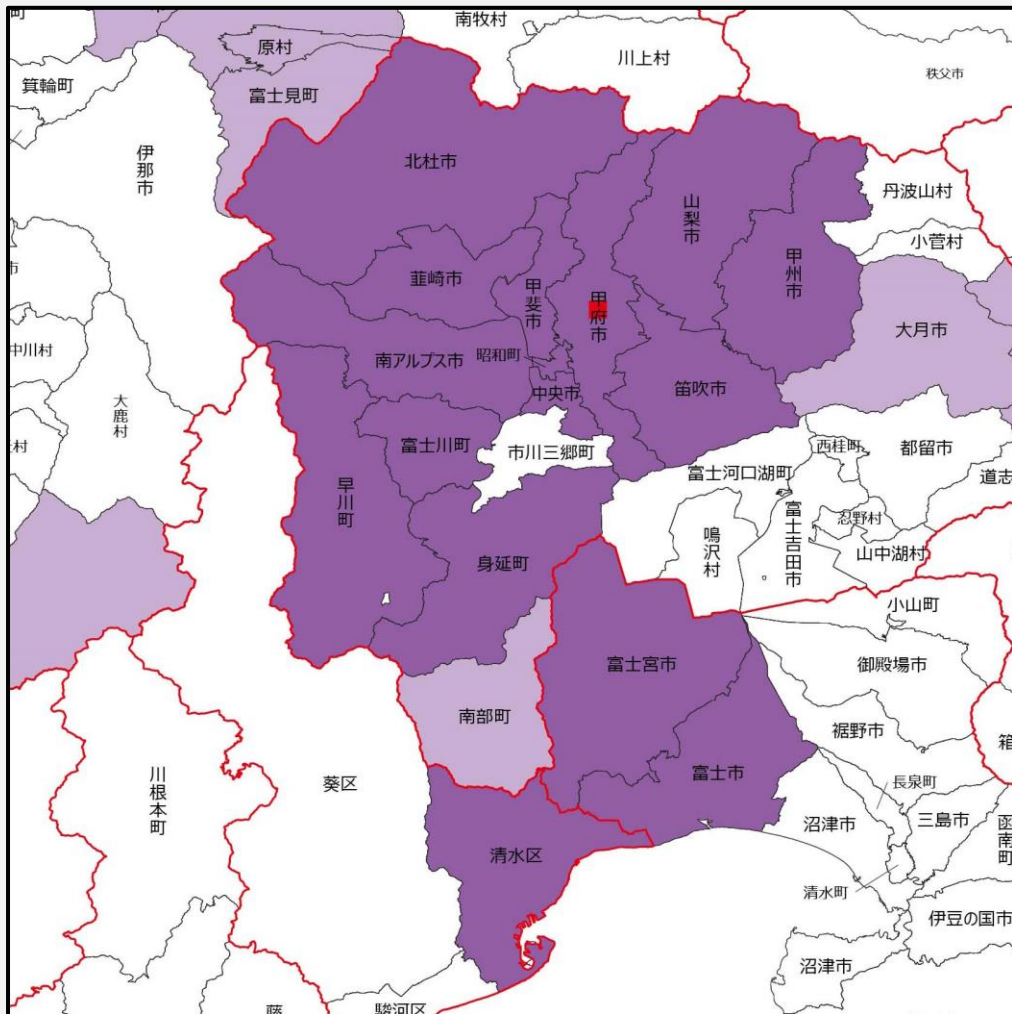 町
南牧村
原村
川上村
秩父市
箕輪町
富士見町
伊那市
北杜市
丹波山村
山梨市
小菅村
市
韮崎市
甲斐市
甲府市
甲州市
大月市
中川村
南アルプス市
昭和町
笛吹市
中央市
大鹿村
村
富士川町
市川三郷町
西桂町
都留市
富士河口湖町
道志
早川町
鳴沢村
富士吉田市
忍野村
山中湖村
身延町
小山町
富士宮市
御殿場市
南部町
裾野市
箱
川根本町
葵区
富士市
長泉町
沼津市
三島市
函南町
清水区
清水町
伊豆の国市
沼津市
藤
駿河区